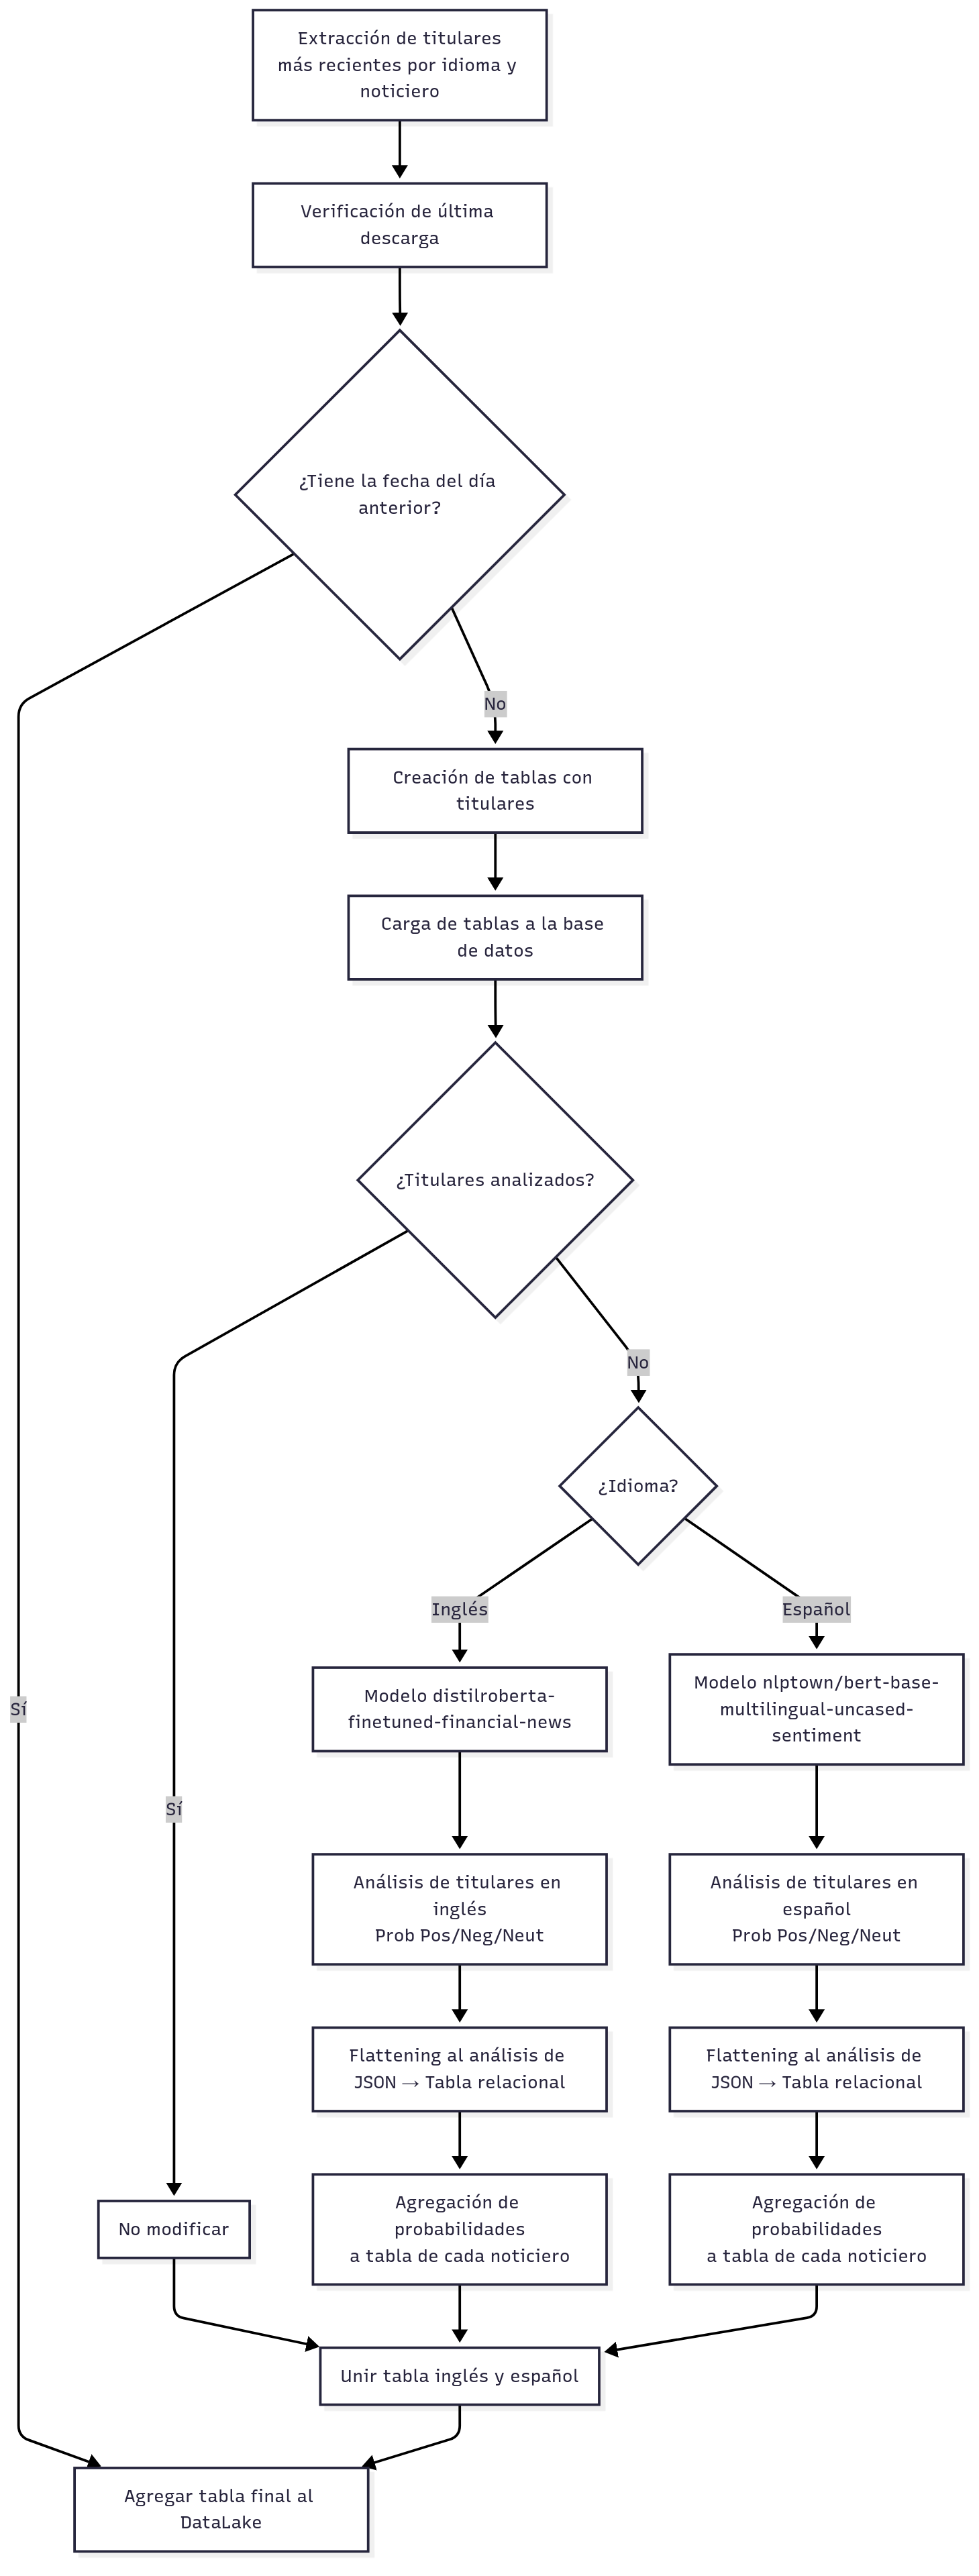 Extracción de titulares
más recientes por idioma y
noticiero
Verificación de última
descarga
¿Tiene la fecha del día
anterior?
No
Creación de tablas con
titulares
Carga de tablas a la base
de datos
¿Titulares analizados?
No
¿Idioma?
Inglés
Español
Modelo distilroberta-
finetuned-financial-news
Modelo nlptown/bert-base-
multilingual-uncased-
sentiment
Sí
Sí
Análisis de titulares en
inglés
Prob Pos/Neg/Neut
Análisis de titulares en
español
Prob Pos/Neg/Neut
Flattening al análisis de
JSON → Tabla relacional
Flattening al análisis de
JSON → Tabla relacional
No modificar
Agregación de
probabilidades
a tabla de cada noticiero
Agregación de
probabilidades
a tabla de cada noticiero
Unir tabla inglés y español
Agregar tabla final al
DataLake